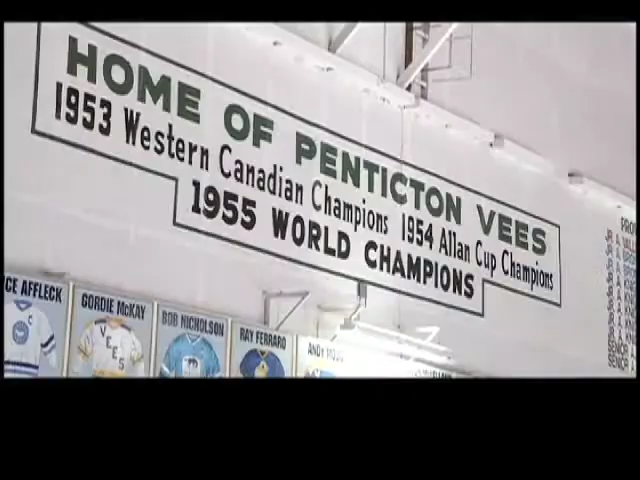 HOME OF PENTICTON VEES
1953 Western Canadian Champions 1954 Allan Cup Champions
1955 WORLD CHAMPIONS
AFFLECK
GORDIE McKAY
VEES
BOB NICHOLSON
RAY FERRARO
ANDY